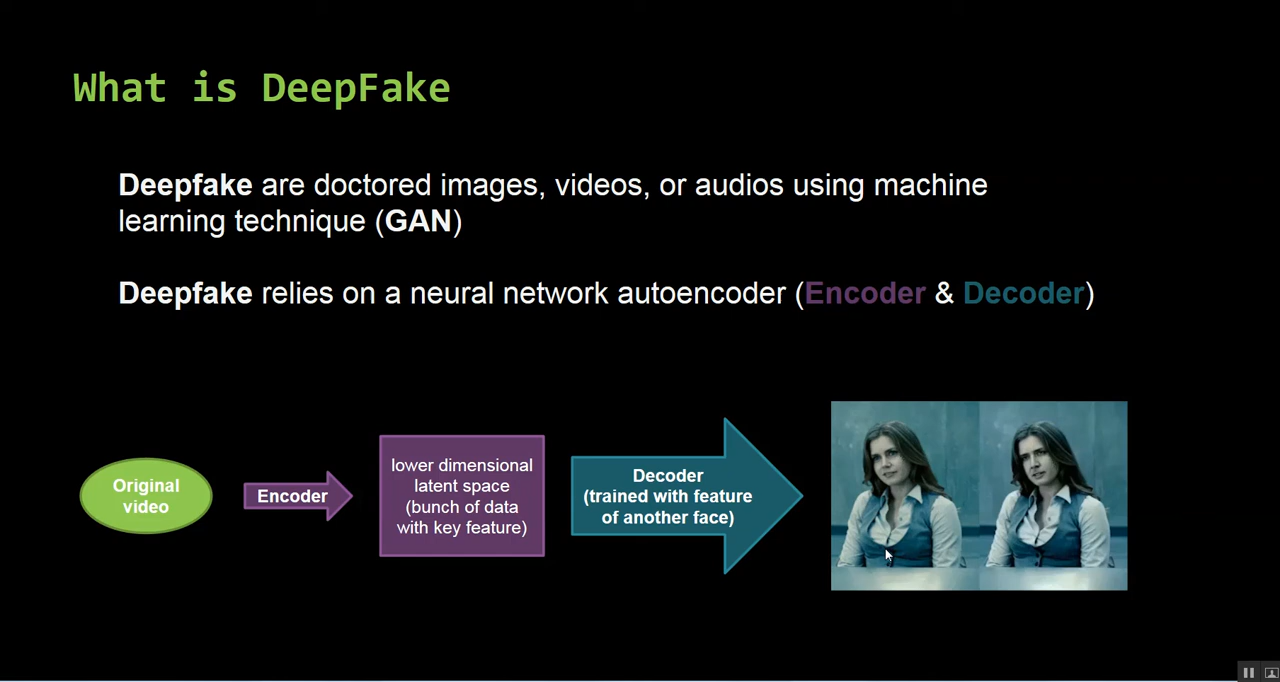 What is DeepFake
Deepfake are doctored images, videos, or audios using machine
learning technique (GAN)
Deepfake relies on a neural network autoencoder (Encoder & Decoder)
Original
video
Encoder
lower dimensional
latent space
(bunch of data
with key feature)
Decoder
(trained with feature
of another face)